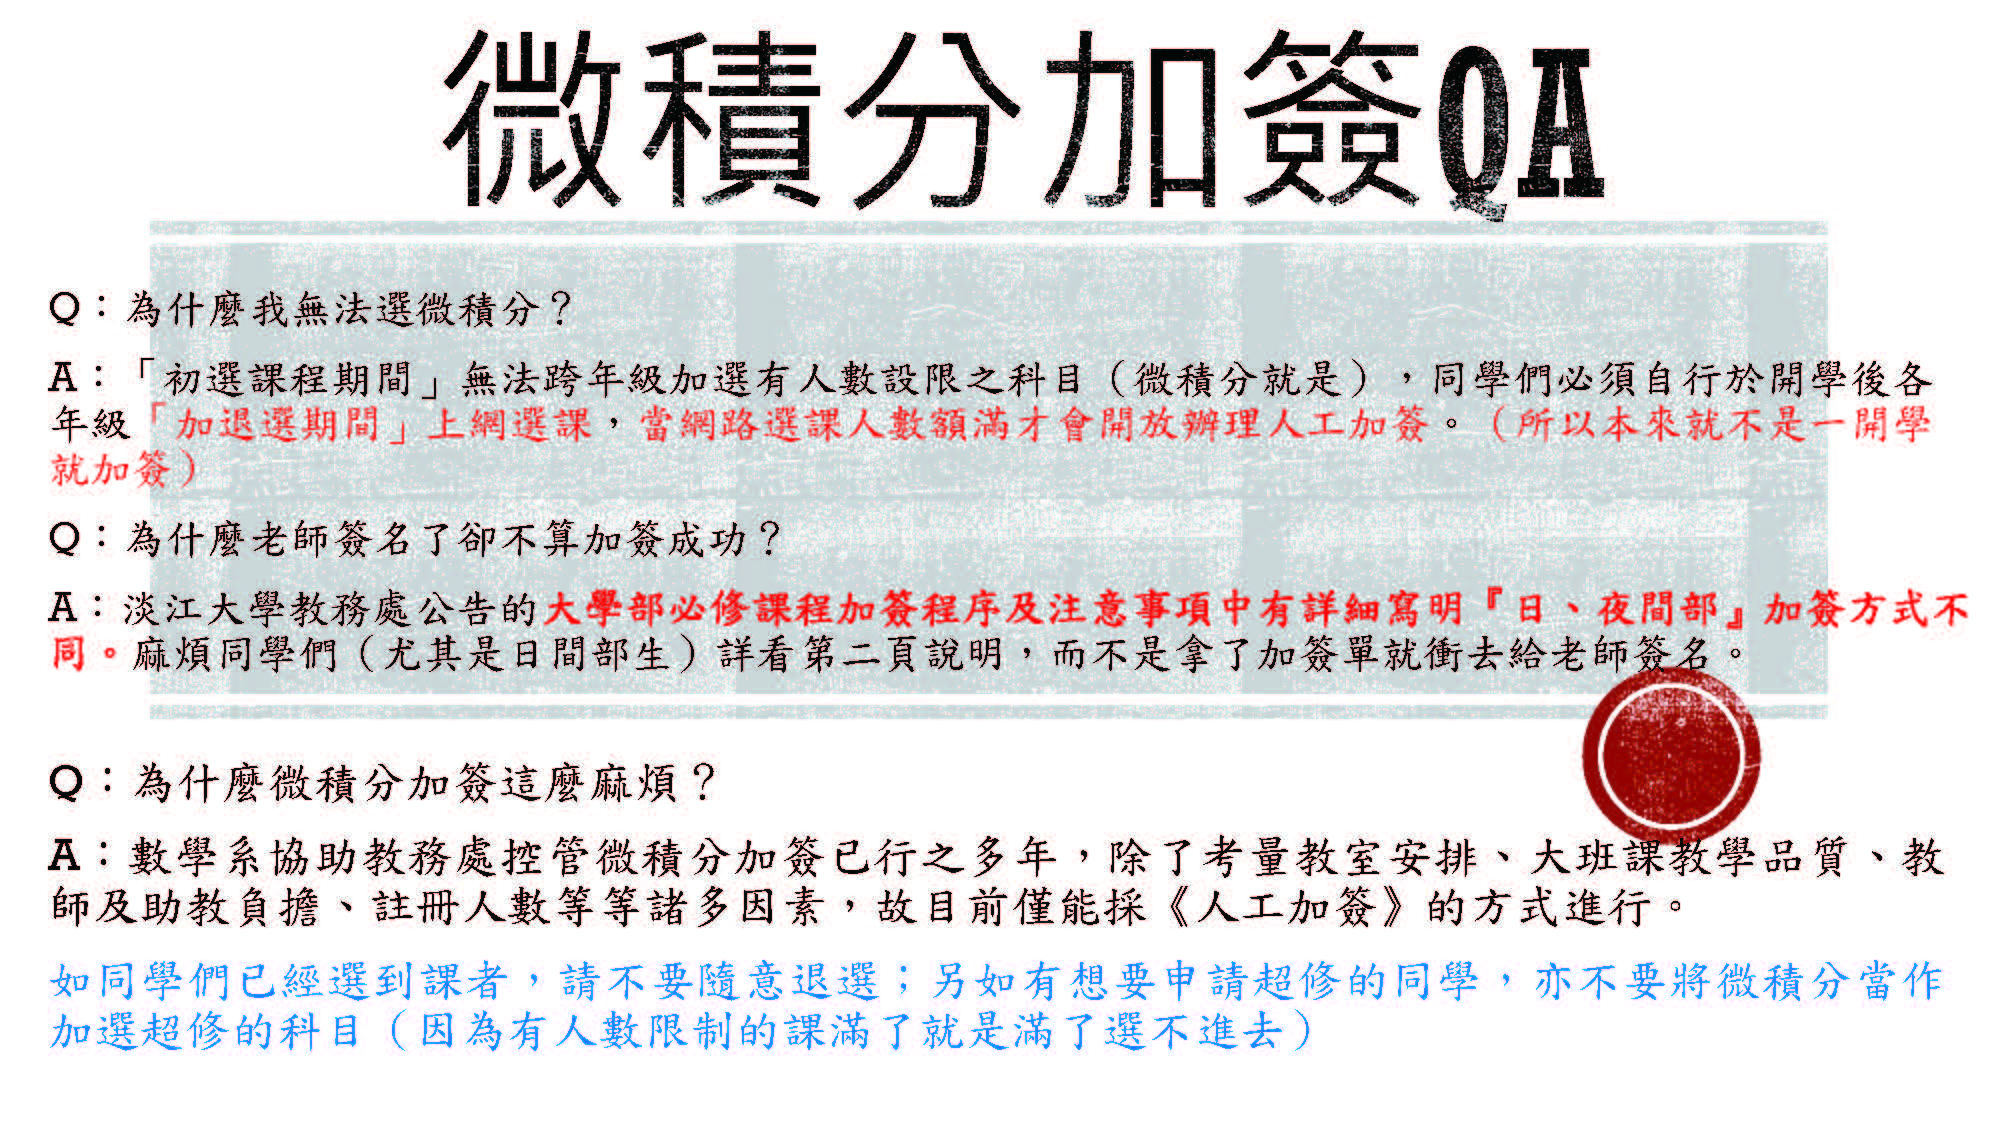 微積分加簽QA
Q：為什麼我無法選微積分？
A：「初選課程期間」無法跨年級加選有人數設限之科目（微積分就是），同學們必須自行於開學後各
年級「加退選期間」上網選課，當網路選課人數額滿才會開放辦理人工加簽。（所以本來就不是一開學
就加簽）
Q：為什麼老師簽名了卻不算加簽成功？
A：淡江大學教務處公告的大學部必修課程加簽程序及注意事項中有詳細寫明『日、夜間部』加簽方式不
同。麻煩同學們（尤其是日間部生）詳看第二頁說明，而不是拿了加簽單就衝去給老師簽名。
Q：為什麼微積分加簽這麼麻煩？
A：數學系協助教務處控管微積分加簽已行之多年，除了考量教室安排、大班課教學品質、教
師及助教負擔、註冊人數等等諸多因素，故目前僅能採《人工加簽》的方式進行。
如同學們已經選到課者，請不要隨意退選；另如有想要申請超修的同學，亦不要將微積分當作
加選超修的科目（因為有人數限制的課滿了就是滿了選不進去）